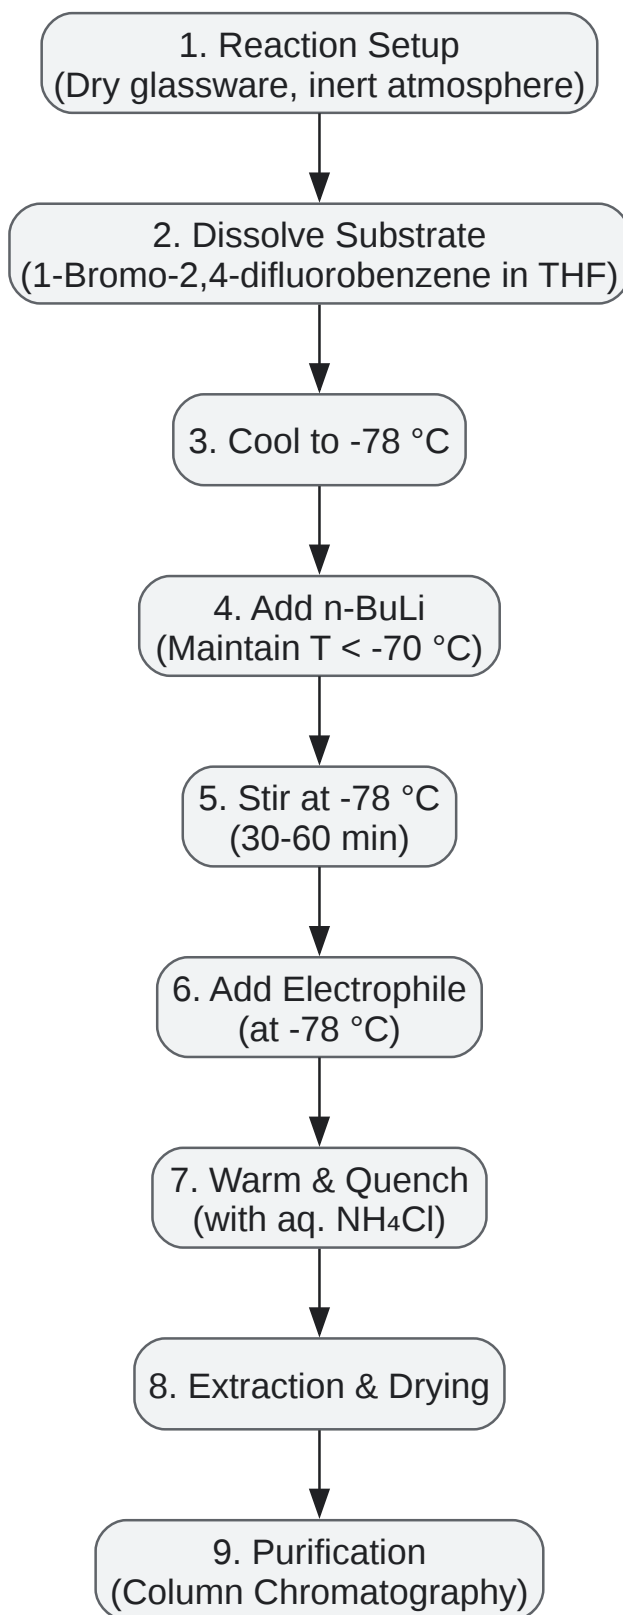 1. Reaction Setup
(Dry glassware, inert atmosphere)
2. Dissolve Substrate
(1-Bromo-2,4-difluorobenzene in THF)
3. Cool to -78 °C
4. Add n-BuLi
(Maintain T < -70 °C)
5. Stir at -78 °C
(30-60 min)
6. Add Electrophile
(at -78 °C)
7. Warm & Quench
(with aq. NH₄Cl)
8. Extraction & Drying
9. Purification
(Column Chromatography)